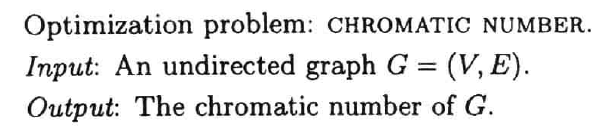 Optimization problem: CHROMATIC NUMBER.
Input: An undirected graph G = (V, E).
Output: The chromatic number of G.